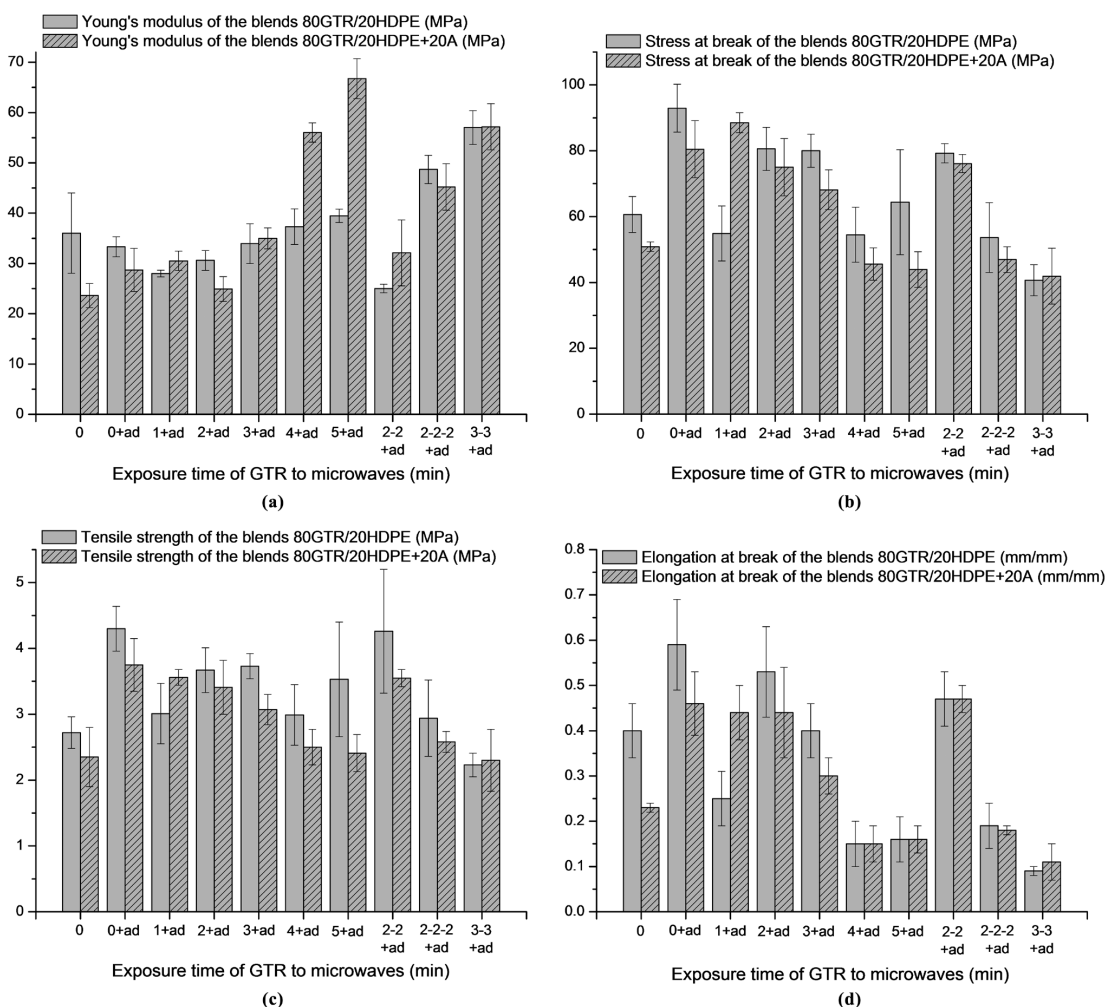 Young's modulus of the blends 80GTR/20HDPE (MPa)
Young's modulus of the blends 80GTR/20HDPE+20A (MPa)
70
60
50
40
30
20
10
0
0 0+ad 1+ad 2+ad 3+ad 4+ad 5+ad 2-2 2-2-2 3-3
+ad +ad +ad
Exposure time of GTR to microwaves (min)
(a)
Stress at break of the blends 80GTR/20HDPE (MPa)
Stress at break of the blends 80GTR/20HDPE+20A (MPa)
100
80
60
40
20
0
0 0+ad 1+ad 2+ad 3+ad 4+ad 5+ad 2-2 2-2-2 3-3
+ad +ad +ad
Exposure time of GTR to microwaves (min)
(b)
Tensile strength of the blends 80GTR/20HDPE (MPa)
Tensile strength of the blends 80GTR/20HDPE+20A (MPa)
5
4
3
2
1
0
0 0+ad 1+ad 2+ad 3+ad 4+ad 5+ad 2-2 2-2-2 3-3
+ad +ad +ad
Exposure time of GTR to microwaves (min)
(c)
0.8
Elongation at break of the blends 80GTR/20HDPE (mm/mm)
Elongation at break of the blends 80GTR/20HDPE+20A (mm/mm)
0.7
0.6
0.5
0.4
0.3
0.2
0.1
0.0
0 0+ad 1+ad 2+ad 3+ad 4+ad 5+ad 2-2 2-2-2 3-3
+ad +ad +ad
Exposure time of GTR to microwaves (min)
(d)